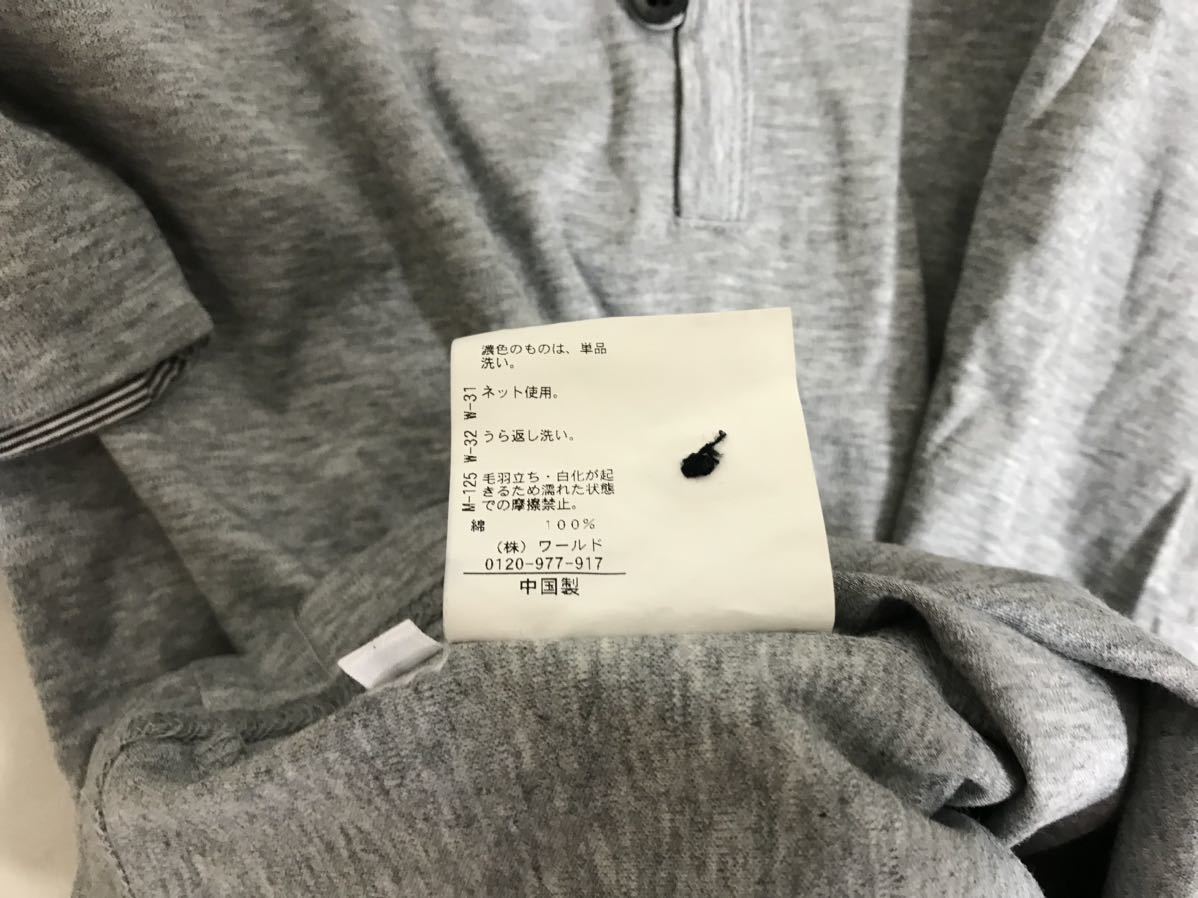 濃色のものは、単品
洗い。
W-31
ネット使用。
W-32
うら返し洗い。
M-125
毛羽立ち・白化が起
きるため濡れた状態
での摩擦禁止。
綿 100%
（株）ワールド
0120-977-917
中国製